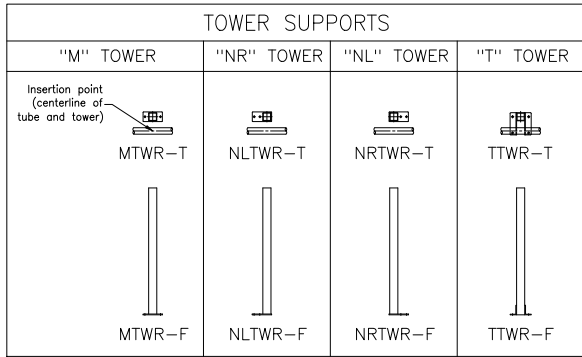 TOWER SUPPORTS
"M" TOWER
"NR" TOWER
"NL" TOWER
"T" TOWER
Insertion point
(centerline of
tube and tower)
MTWR-T
NLTWR-T
NRTWR-T
TTWR-T
MTWR-F
NLTWR-F
NRTWR-F
TTWR-F